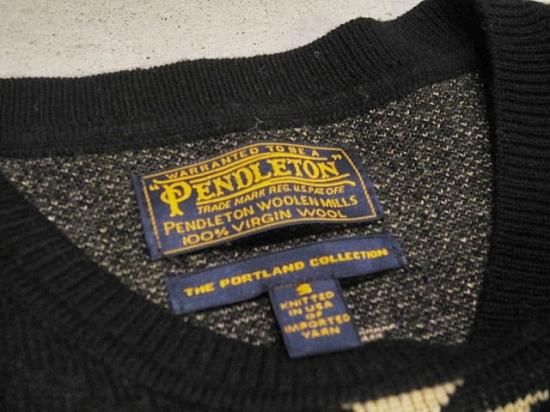 WARRANTED TO BE A
"PENDLETON"
TRADE MARK REG. U.S. PAT. OFF.
PENDLETON WOOLEN MILLS
100% VIRGIN WOOL
THE PORTLAND COLLECTION
S
KNITTED
IN USA
OF
IMPORTED
YARN